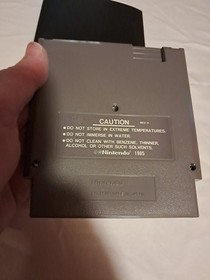 CAUTION
• DO NOT STORE IN EXTREME TEMPERATURES.
• DO NOT IMMERSE IN WATER.
• DO NOT CLEAN WITH BENZENE, THINNER,
ALCOHOL OR OTHER SUCH SOLVENTS.
© Nintendo 1985